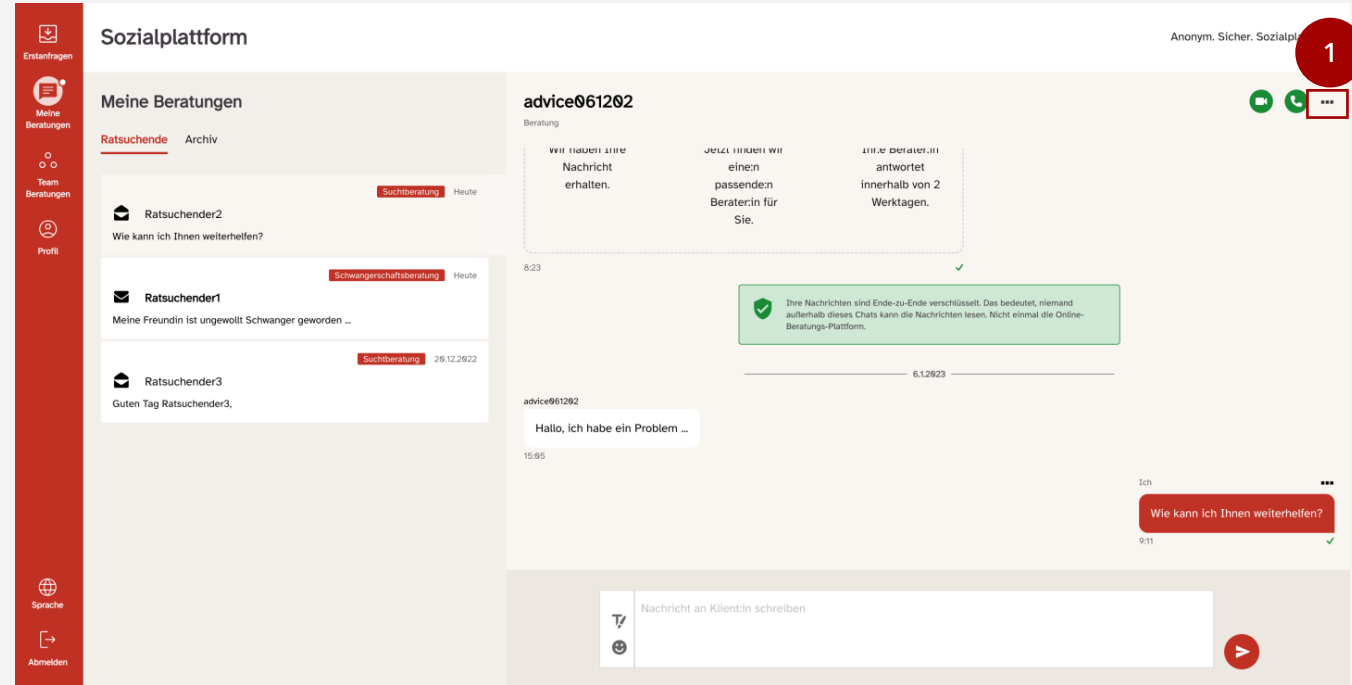 Erstanfragen
Meine
Beratungen
Team
Beratungen
Profil
Sprache
Abmelden
Sozialplattform
Anonym. Sicher.
1
Meine Beratungen
Ratsuchende Archiv
Suchtberatung Heute
Ratsuchender2
Wie kann ich Ihnen weiterhelfen?
Schwangerschaftsberatung Heute
Ratsuchender1
Meine Freundin ist ungewollt Schwanger geworden ...
Suchtberatung 20.12.2022
Ratsuchender3
Guten Tag Ratsuchender3,
advice061202
Beratung
Wir haben Ihre
Nachricht
erhalten.
Jetzt finden wir
eine:n
passende:n
Berater:in für
Sie.
Ihr:e Berater:in
antwortet
innerhalb von 2
Werktagen.
8:23
Ihre Nachrichten sind Ende-zu-Ende verschlüsselt. Das bedeutet, niemand
außerhalb dieses Chats kann die Nachrichten lesen. Nicht einmal die Online-
Beratungs-Plattform.
6.1.2023
advice061202
Hallo, ich habe ein Problem ...
15:05
Ich
Wie kann ich Ihnen weiterhelfen?
9:11
Nachricht an Klient:in schreiben